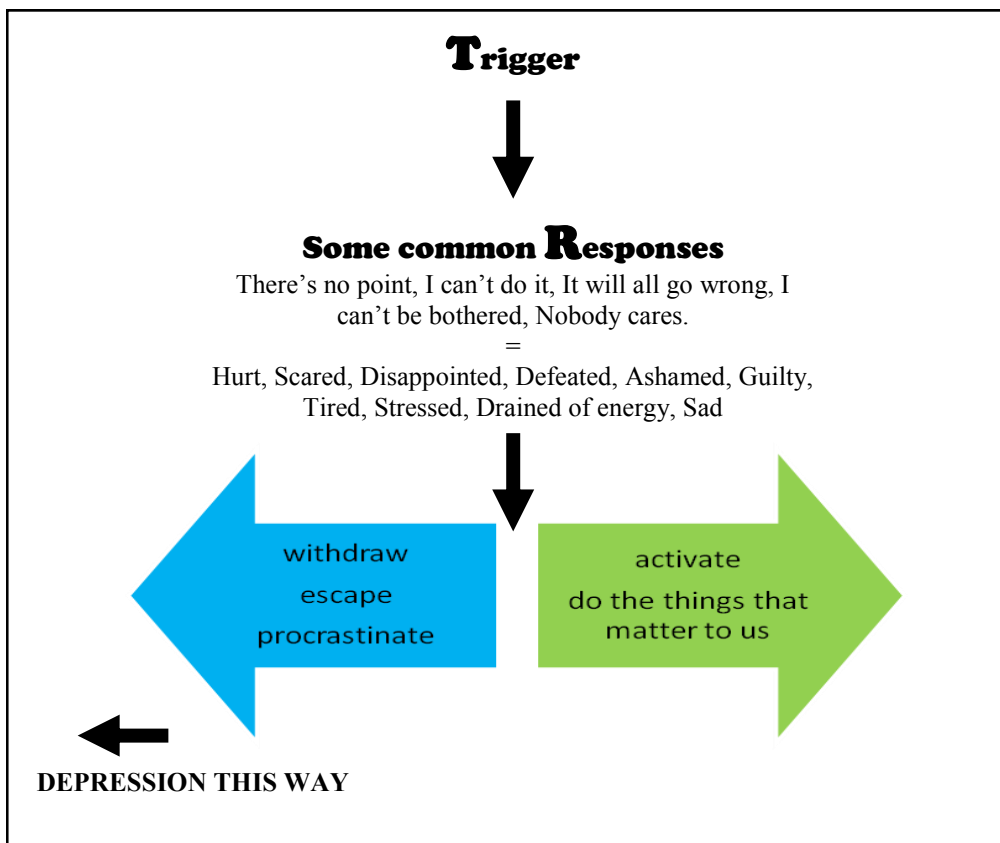 Trigger
Some common Responses
There’s no point, I can’t do it, It will all go wrong, I
can’t be bothered, Nobody cares.
=
Hurt, Scared, Disappointed, Defeated, Ashamed, Guilty,
Tired, Stressed, Drained of energy, Sad
withdraw
escape
procrastinate
activate
do the things that
matter to us
DEPRESSION THIS WAY